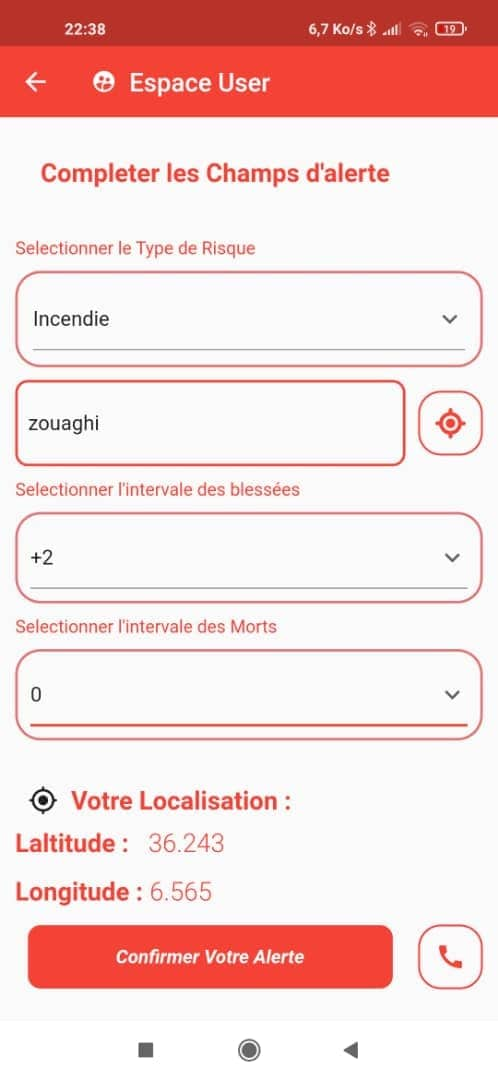 22:38
6,7 Ko/s
19
Espace User
Completer les Champs d'alerte
Selectionner le Type de Risque
Incendie
zouaghi
Selectionner l'intervale des blessées
+2
Selectionner l'intervale des Morts
0
Votre Localisation :
Laltitude : 36.243
Longitude : 6.565
Confirmer Votre Alerte